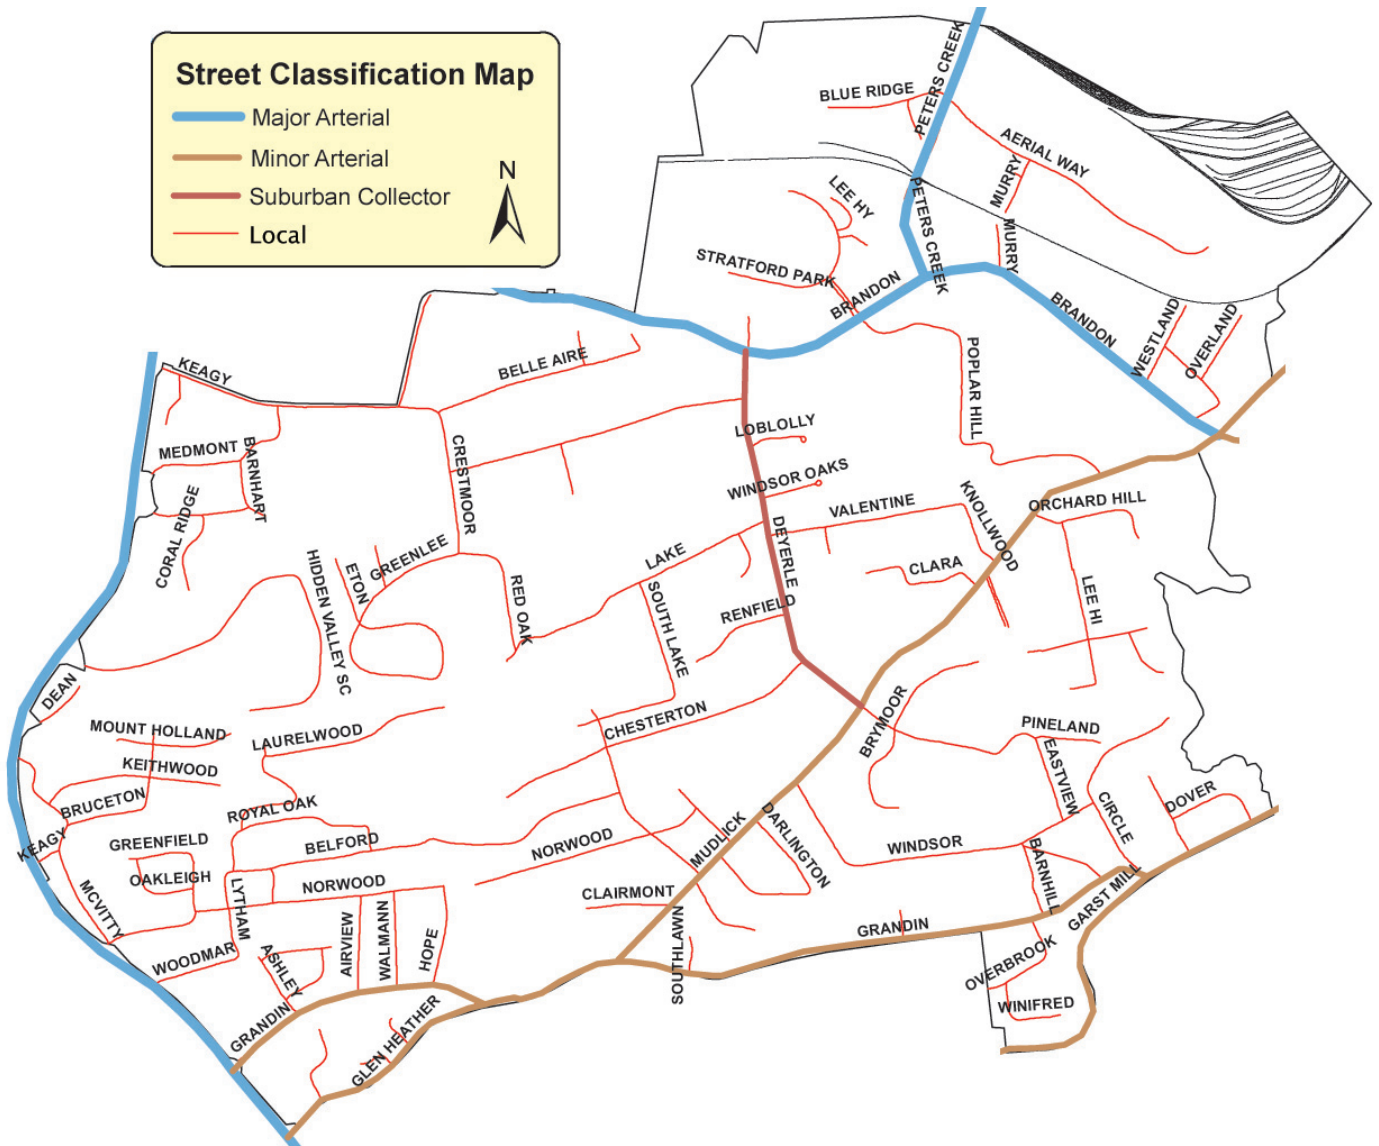 Street Classification Map
Major Arterial
Minor Arterial
Suburban Collector
Local
N
PETERS CREEK
BLUE RIDGE
AERIAL WAY
MURRY
LEE HY
PETERS CREEK
MURRY
STRATFORD PARK
BRANDON
BRANDON
WESTLAND
OVERLAND
KEAGY
BELLE AIRE
POPLAR HILL
LOBLOLLY
MEDMONT
BARNHART
CRESTMOOR
WINDSOR OAKS
CORAL RIDGE
VALENTINE
KNOLLWOOD
ORCHARD HILL
DEYERLE
HIDDEN VALLEY SC
ETON
GREENLEE
LAKE
CLARA
RED OAK
SOUTH LAKE
RENFIELD
LEE HI
DEAN
MOUNT HOLLAND
LAURELWOOD
CHESTERTON
BRYMOOR
PINELAND
EASTVIEW
KEITHWOOD
BRUCETON
ROYAL OAK
CIRCLE
DOVER
KEAGY
GREENFIELD
BELFORD
NORWOOD
MUDLICK
DARLINGTON
WINDSOR
BARNHILL
OAKLEIGH
NORWOOD
CLAIRMONT
GARST MILL
MCVITTY
LYTHAM
AIRVIEW
WALMANN
HOPE
GRANDIN
WOODMAR
ASHLEY
SOUTHLAWN
OVERBROOK
WINIFRED
GRANDIN
GLEN HEATHER